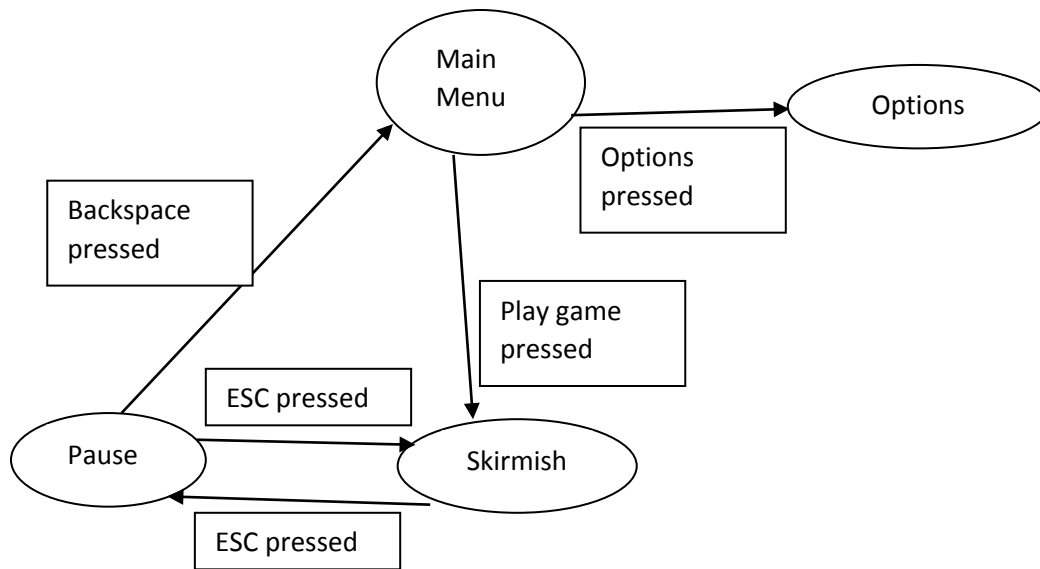 Main
Menu
Options
Options
pressed
Backspace
pressed
Play game
pressed
ESC pressed
Pause
Skirmish
ESC pressed